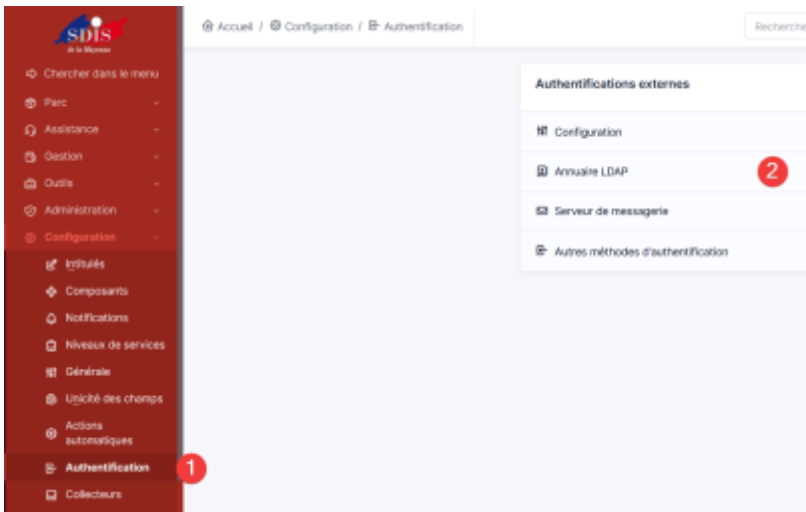 SDIS
de la Mayenne
Accueil / Configuration / Authentification
Recherche
Chercher dans le menu
Parc
Assistance
Gestion
Outils
Administration
Configuration
Intitulés
Composants
Notifications
Niveaux de services
Générale
Unicité des champs
Actions
automatiques
Authentification
1
Collecteurs
Authentifications externes
Configuration
Annuaire LDAP
2
Serveur de messagerie
Autres méthodes d'authentification